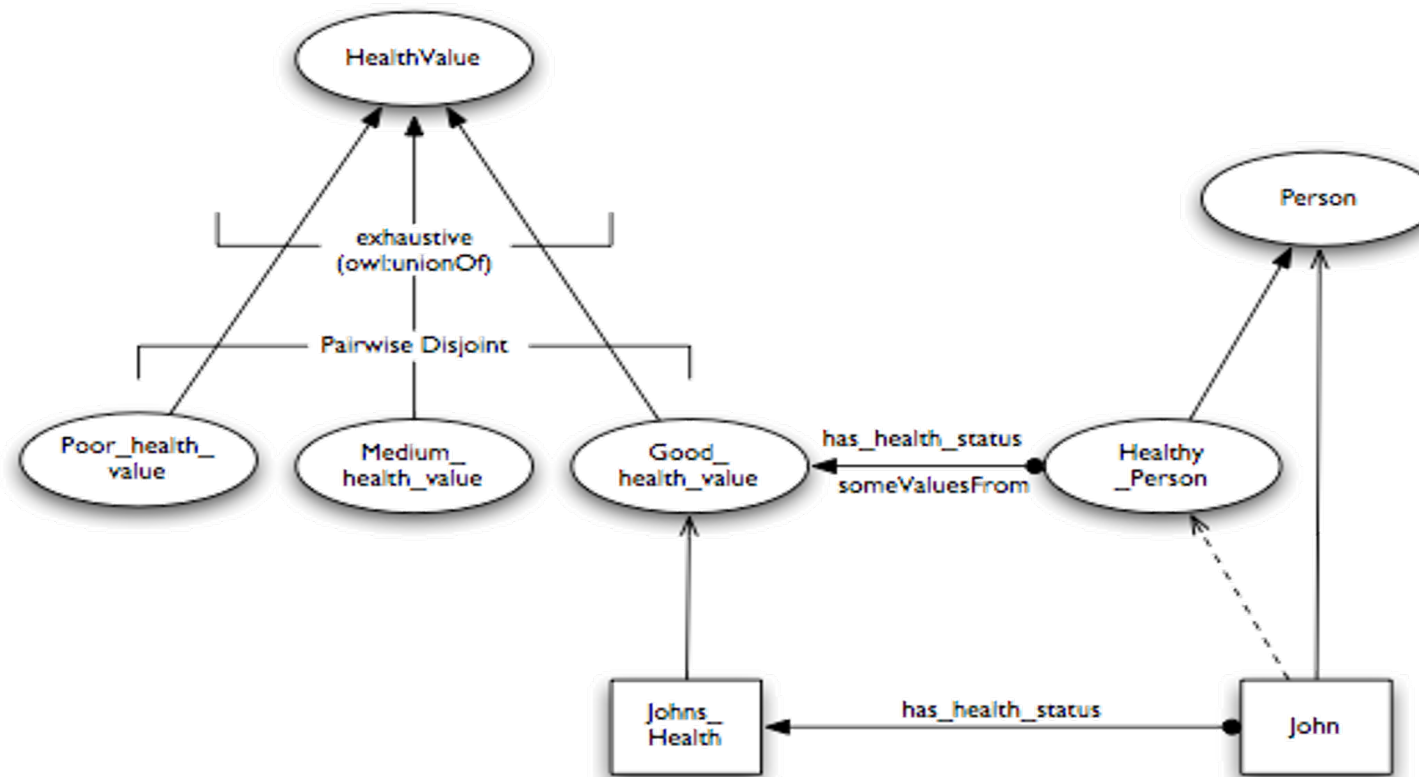 HealthValue
Person
exhaustive
(owl:unionOf)
Pairwise Disjoint
Poor_health_
value
Medium_
health_value
Good_
health_value
has_health_status
someValuesFrom
Healthy
_Person
Johns_
Health
has_health_status
John